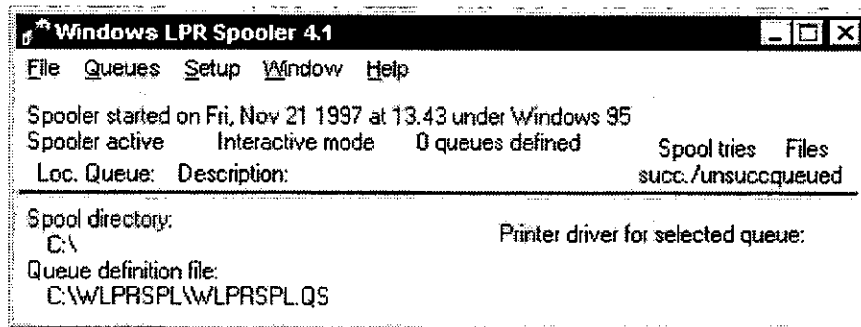 Windows LPR Spooler 4.1
File Queues Setup Window Help
Spooler started on Fri, Nov 21 1997 at 13.43 under Windows 95
Spooler active Interactive mode 0 queues defined Spool tries Files
Loc. Queue: Description: succ./unsuccqueued
Spool directory: Printer driver for selected queue:
C:\
Queue definition file:
C:\WLPRSPL\WLPRSPL.QS